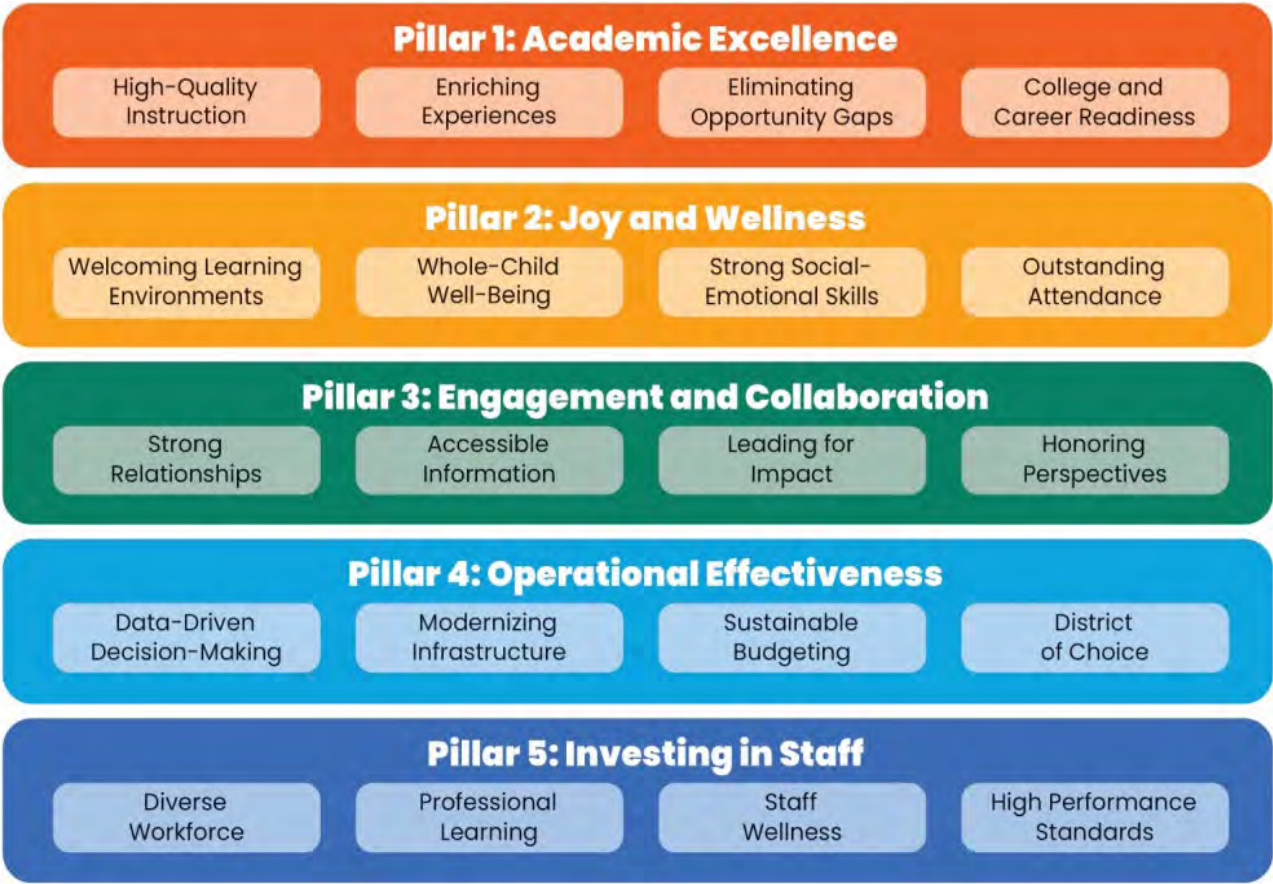 Pillar 1: Academic Excellence
High-Quality
Instruction
Enriching
Experiences
Eliminating
Opportunity Gaps
College and
Career Readiness
Pillar 2: Joy and Wellness
Welcoming Learning
Environments
Whole-Child
Well-Being
Strong Social-
Emotional Skills
Outstanding
Attendance
Pillar 3: Engagement and Collaboration
Strong
Relationships
Accessible
Information
Leading for
Impact
Honoring
Perspectives
Pillar 4: Operational Effectiveness
Data-Driven
Decision-Making
Modernizing
Infrastructure
Sustainable
Budgeting
District
of Choice
Pillar 5: Investing in Staff
Diverse
Workforce
Professional
Learning
Staff
Wellness
High Performance
Standards